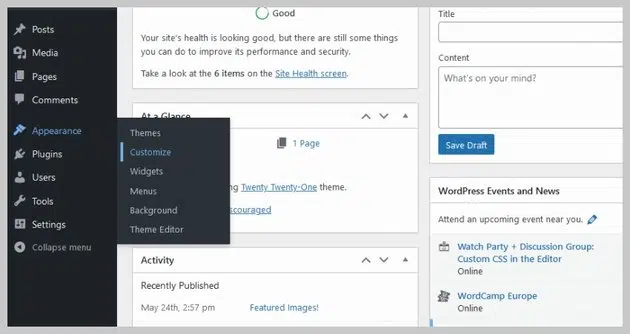 Posts
Media
Pages
Comments
Appearance
Plugins
Users
Tools
Settings
Collapse menu
Themes
Customize
Widgets
Menus
Background
Theme Editor
Good
Your site's health is looking good, but there are still some things
you can do to improve its performance and security.
Take a look at the 6 items on the Site Health screen.
At a Glance
1 Page
Twenty Twenty-One theme.
Activity
Recently Published
May 24th, 2:57 pm Featured Images!
Title
Content
What's on your mind?
Save Draft
WordPress Events and News
Attend an upcoming event near you.
Watch Party + Discussion Group:
Custom CSS in the Editor
Online
WordCamp Europe
Online